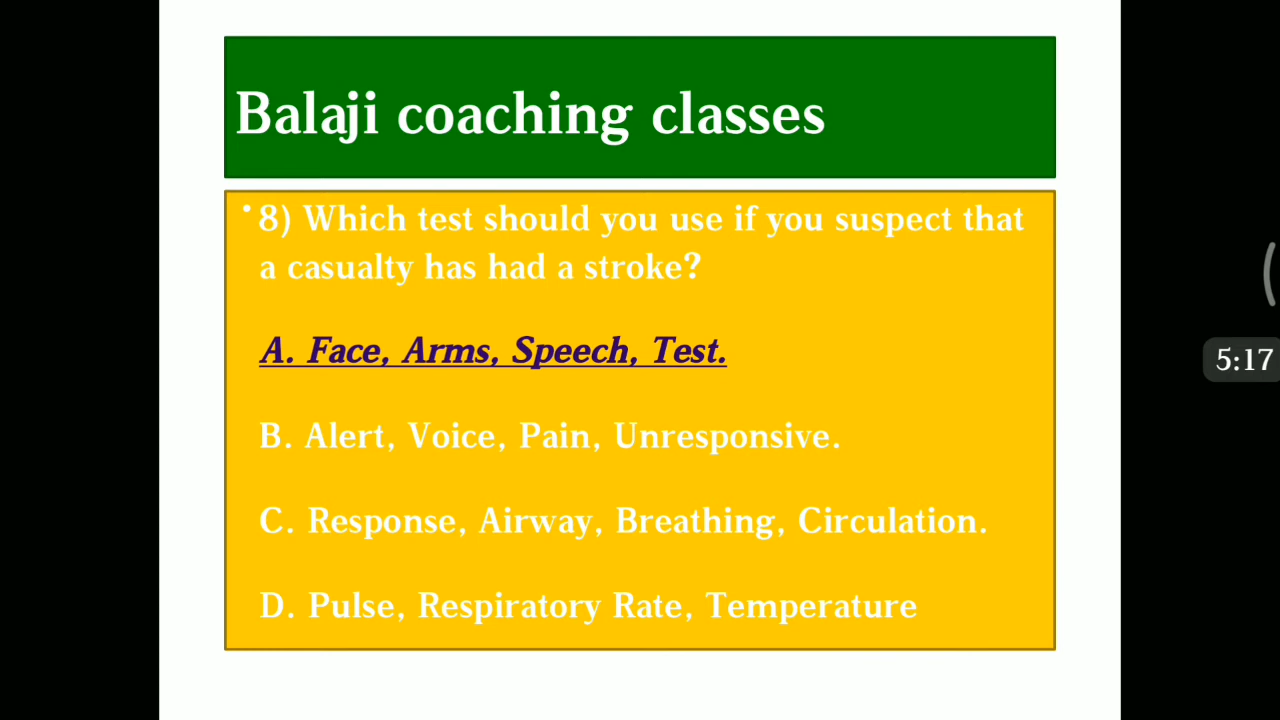 Balaji coaching classes
• 8) Which test should you use if you suspect that
a casualty has had a stroke?
A. Face, Arms, Speech, Test.
B. Alert, Voice, Pain, Unresponsive.
C. Response, Airway, Breathing, Circulation.
D. Pulse, Respiratory Rate, Temperature
5:17